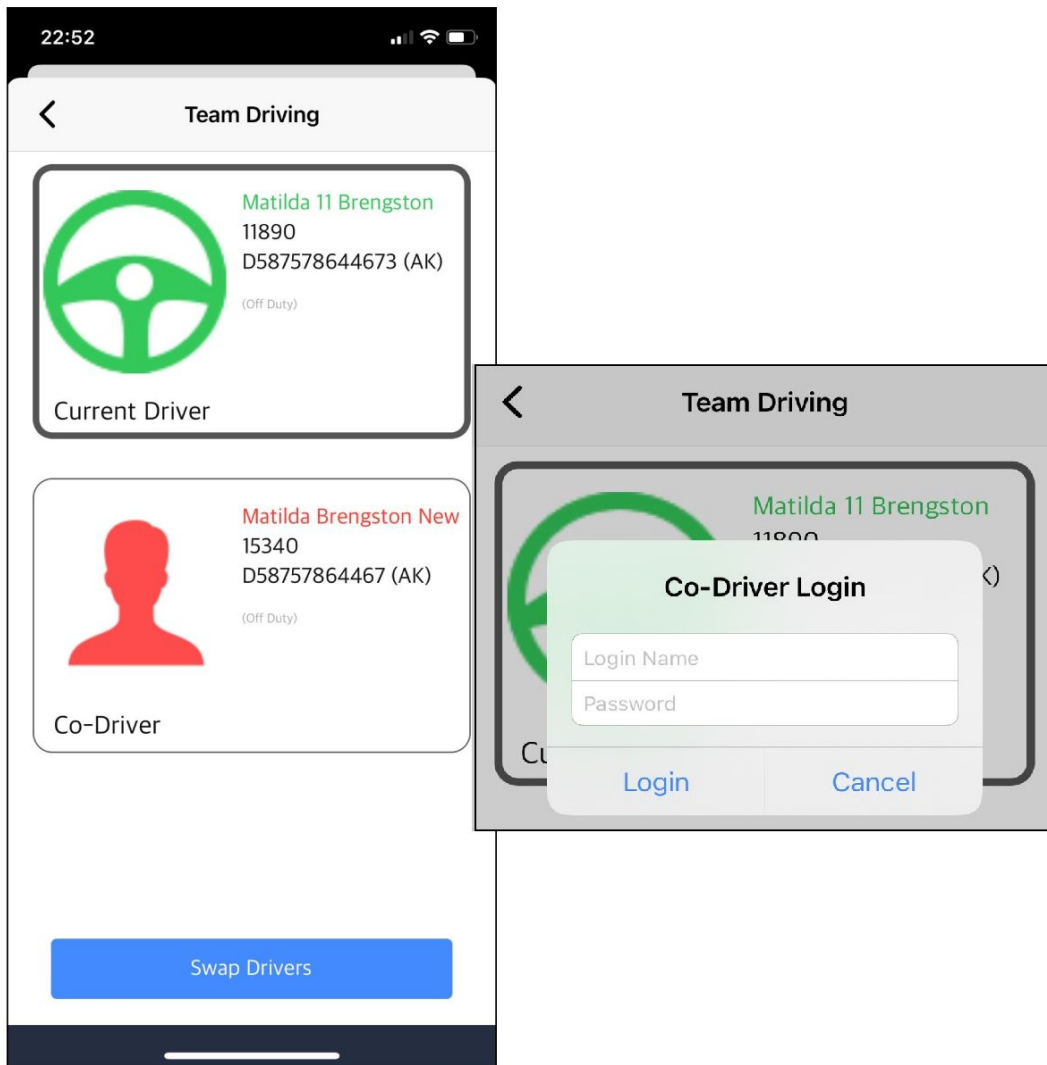 22:52
Team Driving
Matilda 11 Brengston
11890
D587578644673 (AK)
(Off Duty)
Current Driver
Matilda Brengston New
15340
D58757864467 (AK)
(Off Duty)
Co-Driver
Swap Drivers
Team Driving
Matilda 11 Brengston
Co-Driver Login
Login Name
Password
Login
Cancel